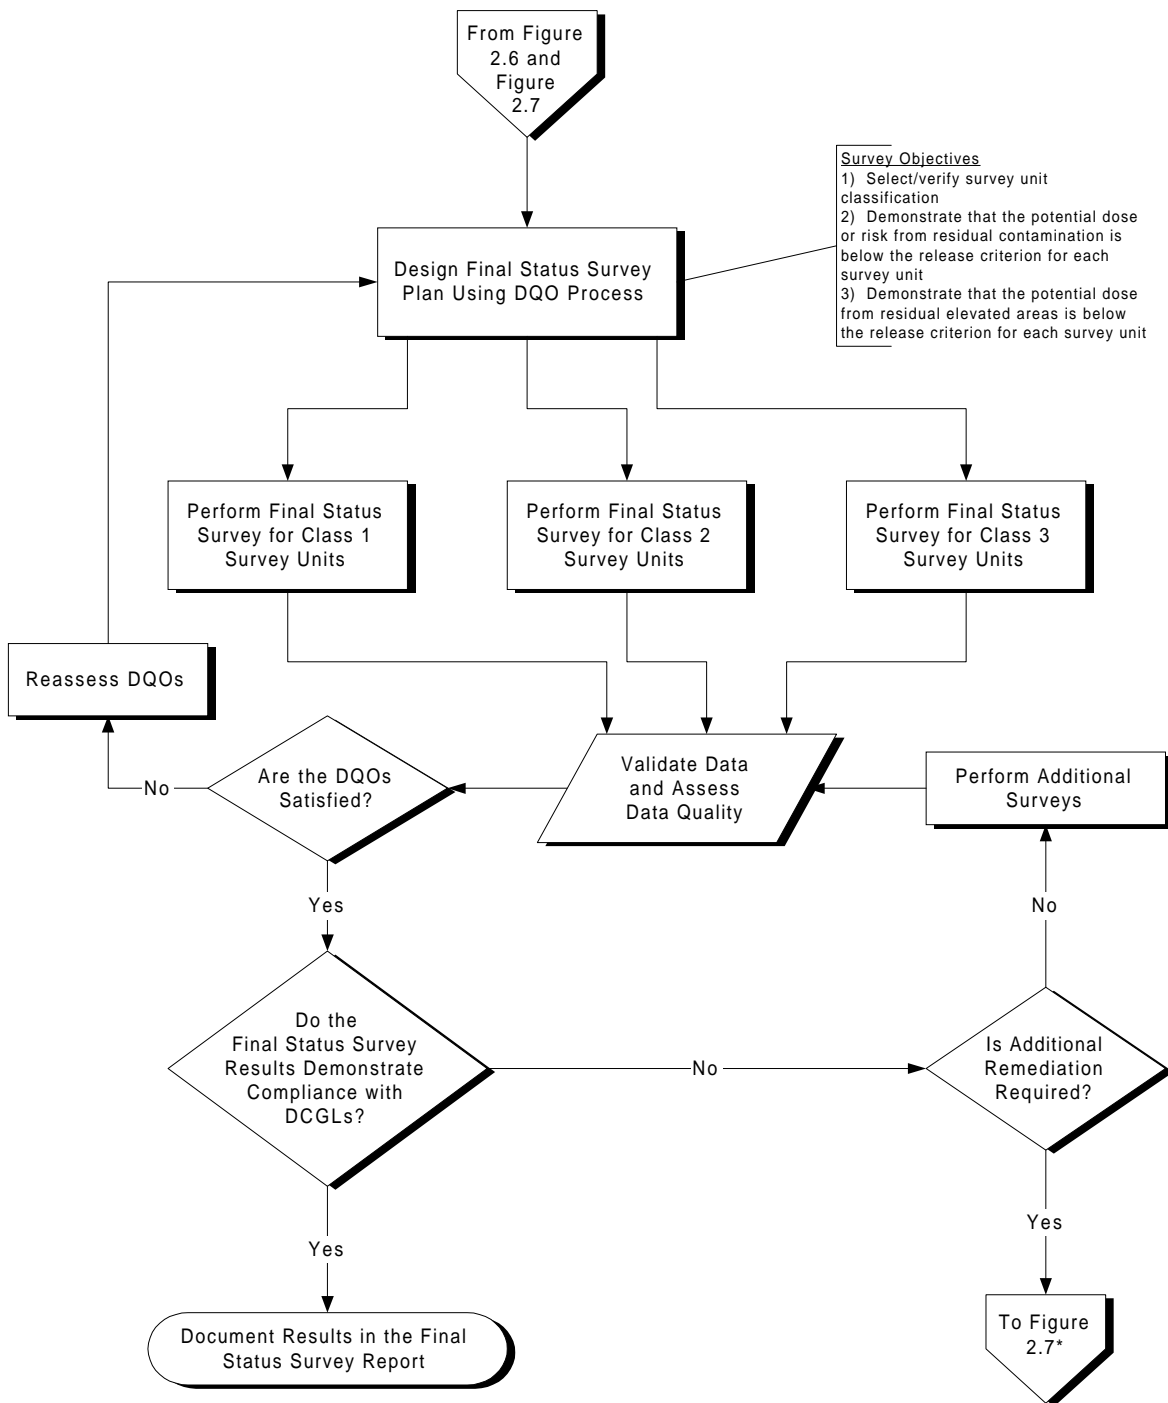 From Figure
2.6 and
Figure
2.7
Survey Objectives
1) Select/verify survey unit
classification
2) Demonstrate that the potential dose
or risk from residual contamination is
below the release criterion for each
survey unit
3) Demonstrate that the potential dose
from residual elevated areas is below
the release criterion for each survey unit
Design Final Status Survey
Plan Using DQO Process
Perform Final Status
Survey for Class 1
Survey Units
Perform Final Status
Survey for Class 2
Survey Units
Perform Final Status
Survey for Class 3
Survey Units
Reassess DQOs
No
Are the DQOs
Satisfied?
Validate Data
and Assess
Data Quality
Perform Additional
Surveys
Yes
No
Do the
Final Status Survey
Results Demonstrate
Compliance with
DCGLs?
No
Is Additional
Remediation
Required?
Yes
Yes
Document Results in the Final
Status Survey Report
To Figure
2.7*